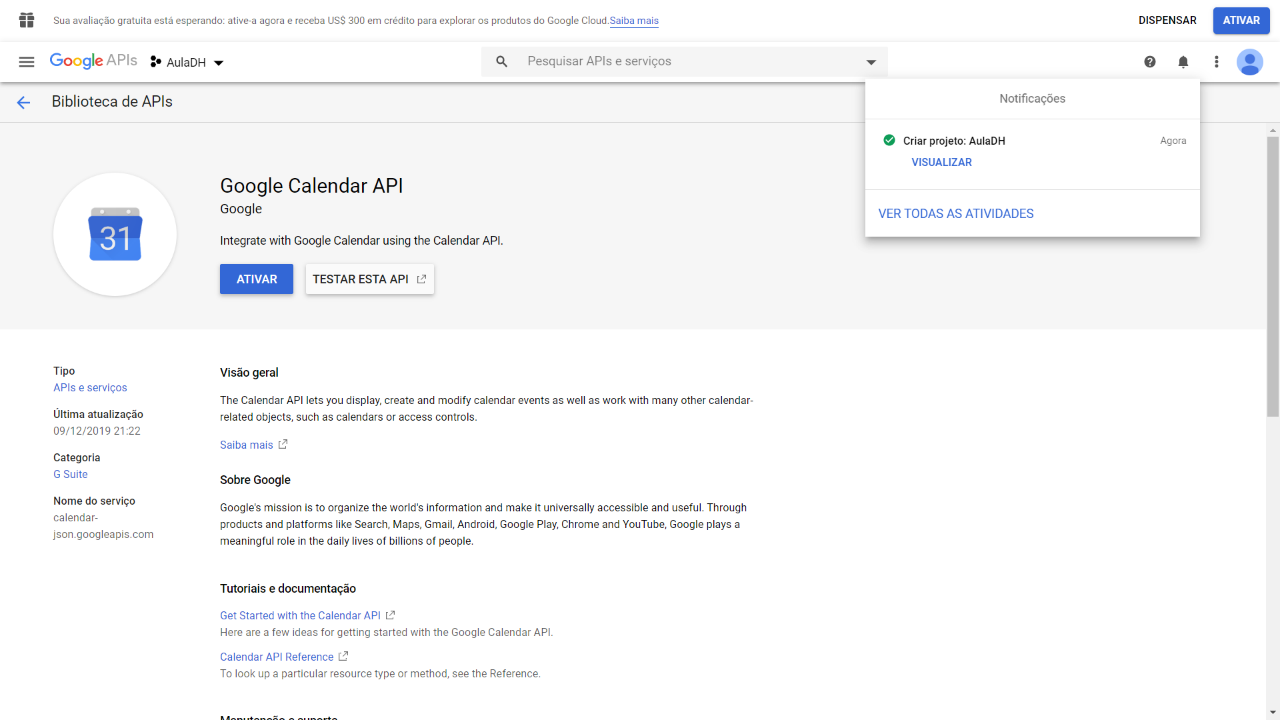 Sua avaliação gratuita está esperando: ative-a agora e receba US$ 300 em crédito para explorar os produtos do Google Cloud.Saiba mais
DISPENSAR
ATIVAR
Google APIs
AulaDH
Pesquisar APIs e serviços
Biblioteca de APIs
Notificações
Criar projeto: AulaDH
Agora
VISUALIZAR
VER TODAS AS ATIVIDADES
31
Google Calendar API
Google
Integrate with Google Calendar using the Calendar API.
ATIVAR
TESTAR ESTA API
Tipo
APIs e serviços
Última atualização
09/12/2019 21:22
Categoria
G Suite
Nome do serviço
calendar-
json.googleapis.com
Visão geral
The Calendar API lets you display, create and modify calendar events as well as work with many other calendar-
related objects, such as calendars or access controls.
Saiba mais
Sobre Google
Google's mission is to organize the world's information and make it universally accessible and useful. Through
products and platforms like Search, Maps, Gmail, Android, Google Play, Chrome and YouTube, Google plays a
meaningful role in the daily lives of billions of people.
Tutoriais e documentação
Get Started with the Calendar API
Here are a few ideas for getting started with the Google Calendar API.
Calendar API Reference
To look up a particular resource type or method, see the Reference.
Manutenção e suporte